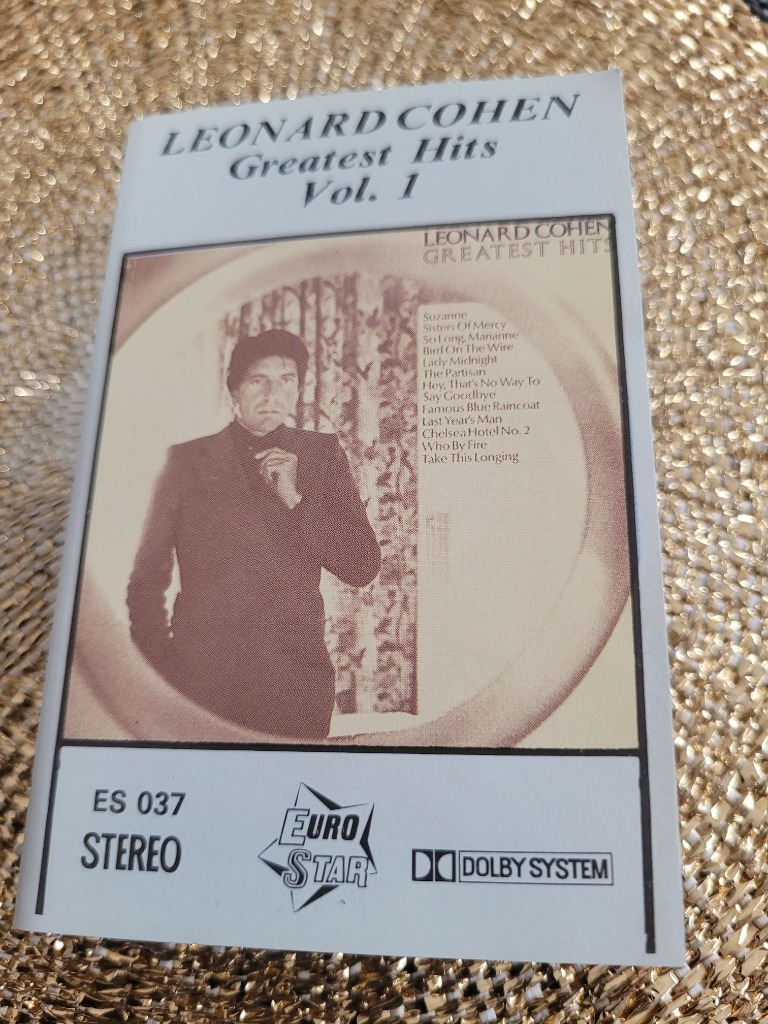 LEONARD COHEN
Greatest Hits
Vol. 1
LEONARD COHEN
GREATEST HITS
Suzanne
Sisters Of Mercy
So Long, Marianne
Bird On The Wire
Lady Midnight
The Partisan
Hey, That's No Way To
Say Goodbye
Famous Blue Raincoat
Last Year's Man
Chelsea Hotel No. 2
Who By Fire
Take This Longing
ES 037
STEREO
EURO
STAR
DOLBY SYSTEM